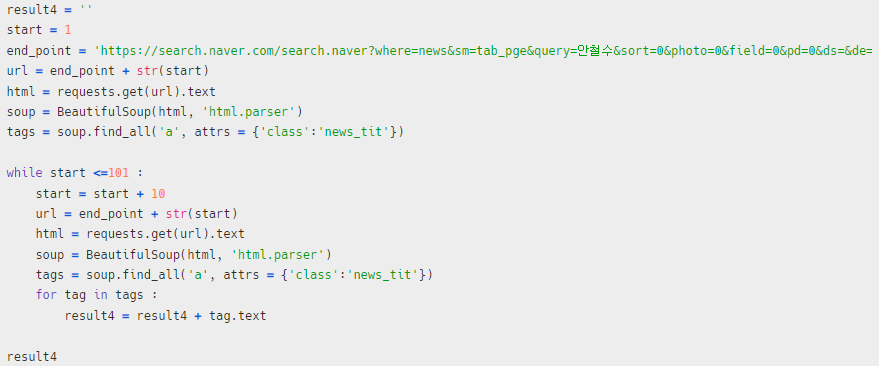 result4 = ''
start = 1
end_point = 'https://search.naver.com/search.naver?where=news&sm=tab_pge&query=안철수&sort=0&photo=0&field=0&pd=0&ds=&de=
url = end_point + str(start)
html = requests.get(url).text
soup = BeautifulSoup(html, 'html.parser')
tags = soup.find_all('a', attrs = {'class':'news_tit'})
while start <=101 :
    start = start + 10
    url = end_point + str(start)
    html = requests.get(url).text
    soup = BeautifulSoup(html, 'html.parser')
    tags = soup.find_all('a', attrs = {'class':'news_tit'})
    for tag in tags :
        result4 = result4 + tag.text
result4